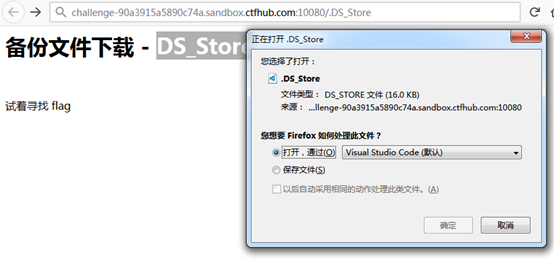 challenge-90a3915a5890c74a.sandbox.ctfhub.com:10080/.DS_Store
备份文件下载 - DS_Store
试着寻找 flag
正在打开 .DS_Store
您选择了打开：
.DS_Store
文件类型： DS_STORE 文件 (16.0 KB)
来源： ...llenge-90a3915a5890c74a.sandbox.ctfhub.com:10080
您想要 Firefox 如何处理此文件？
打开，通过(O) Visual Studio Code (默认)
保存文件(S)
以后自动采用相同的动作处理此类文件。(A)
确定 取消